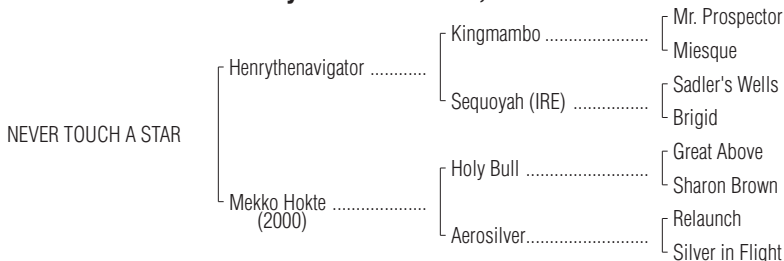 Kingmambo ....................... Mr. Prospector
Miesque
Henrythenavigator ............
Sequoyah (IRE) ................ Sadler's Wells
Brigid
NEVER TOUCH A STAR
Holy Bull .......................... Great Above
Sharon Brown
Mekko Hokte ....................
(2000)
Aerosilver.......................... Relaunch
Silver in Flight